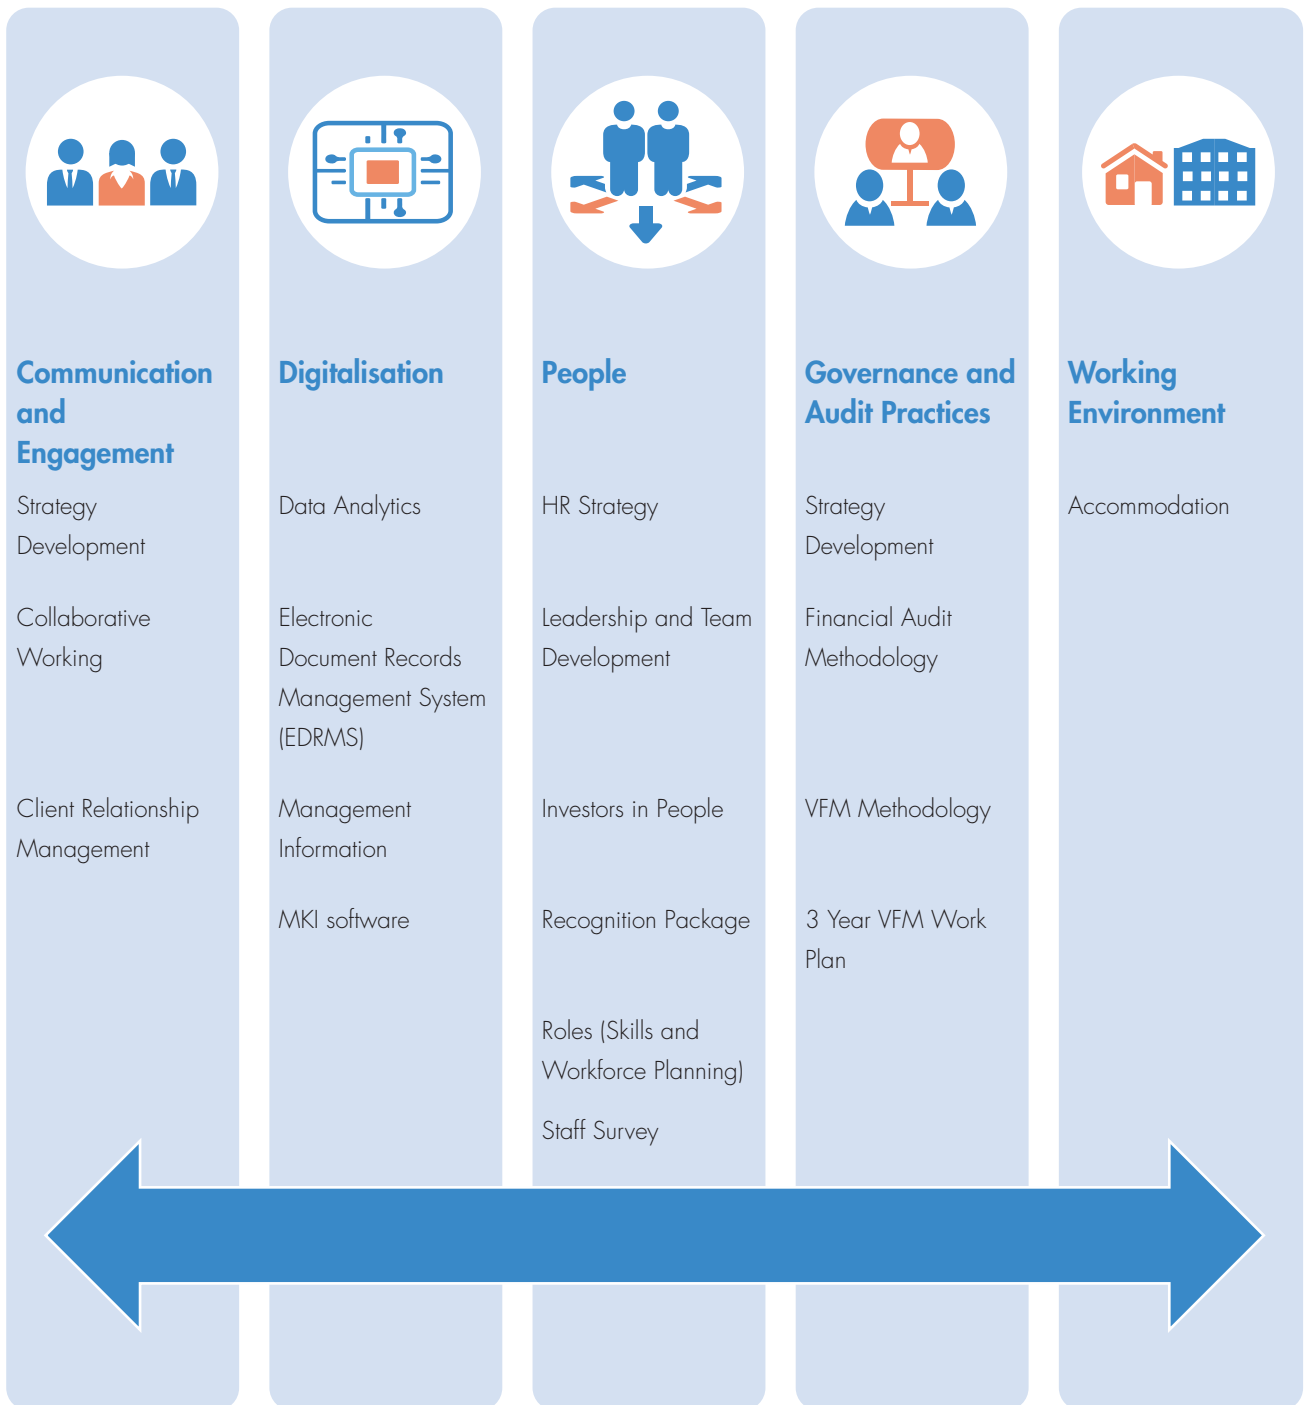 Communication
and
Engagement
Strategy
Development
Collaborative
Working
Client Relationship
Management
Digitalisation
Data Analytics
Electronic
Document Records
Management System
(EDRMS)
Management
Information
MKI software
People
HR Strategy
Leadership and Team
Development
Investors in People
Recognition Package
Roles (Skills and
Workforce Planning)
Staff Survey
Governance and
Audit Practices
Strategy
Development
Financial Audit
Methodology
VFM Methodology
3 Year VFM Work
Plan
Working
Environment
Accommodation